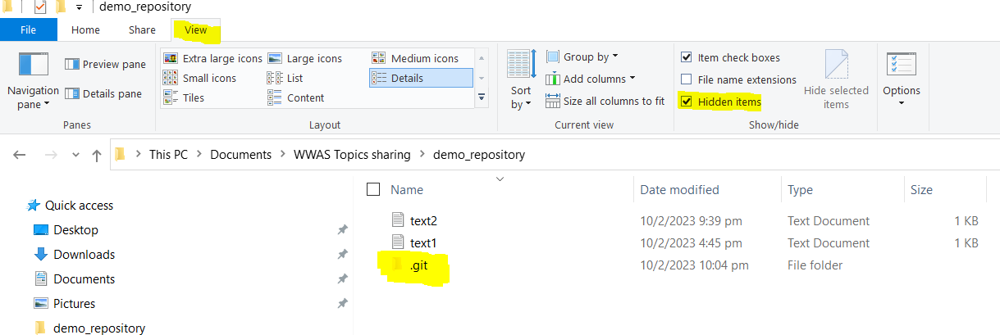 demo_repository
File Home Share View
Navigation pane
Preview pane
Details pane
Panes
Extra large icons Large icons Medium icons
Small icons List Details
Tiles Content
Layout
Sort by
Group by
Add columns
Size all columns to fit
Current view
Item check boxes
File name extensions
Hidden items
Hide selected items
Show/hide
Options
This PC > Documents > WWAS Topics sharing > demo_repository
Quick access
Desktop
Downloads
Documents
Pictures
demo_repository
Name Date modified Type Size
text2 10/2/2023 9:39 pm Text Document 1 KB
text1 10/2/2023 4:45 pm Text Document 1 KB
.git 10/2/2023 10:04 pm File folder